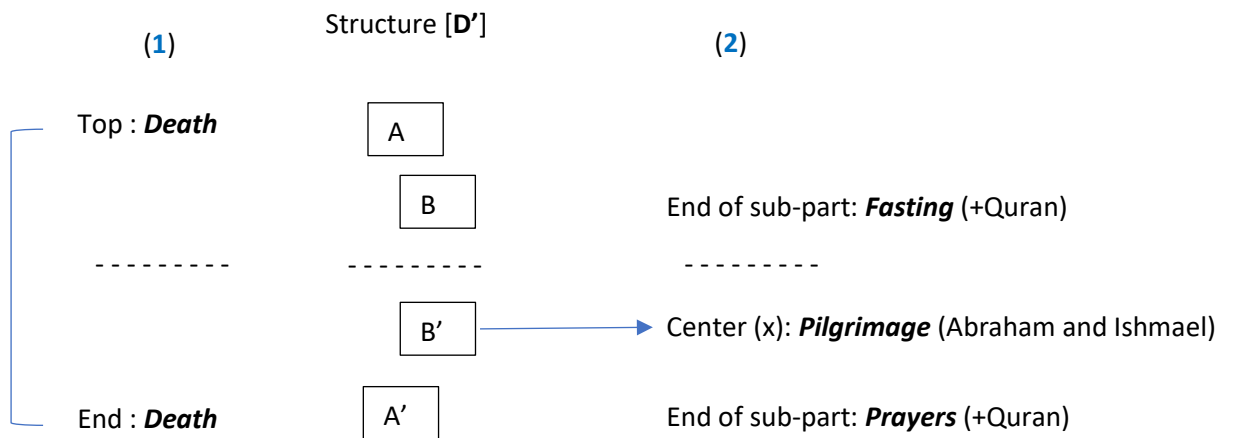 Structure [D’]
(1) (2)
Top : Death A
B End of sub-part: Fasting (+Quran)
- - - - - - - - - - - - - - - - - - - - - - - - - - -
B’ Center (x): Pilgrimage (Abraham and Ishmael)
End : Death A’ End of sub-part: Prayers (+Quran)